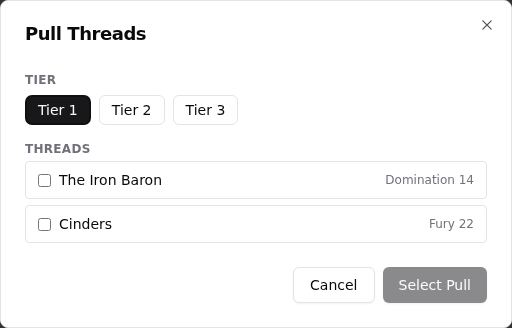 Pull Threads
TIER
Tier 1 Tier 2 Tier 3
THREADS
The Iron Baron Domination 14
Cinders Fury 22
Cancel Select Pull